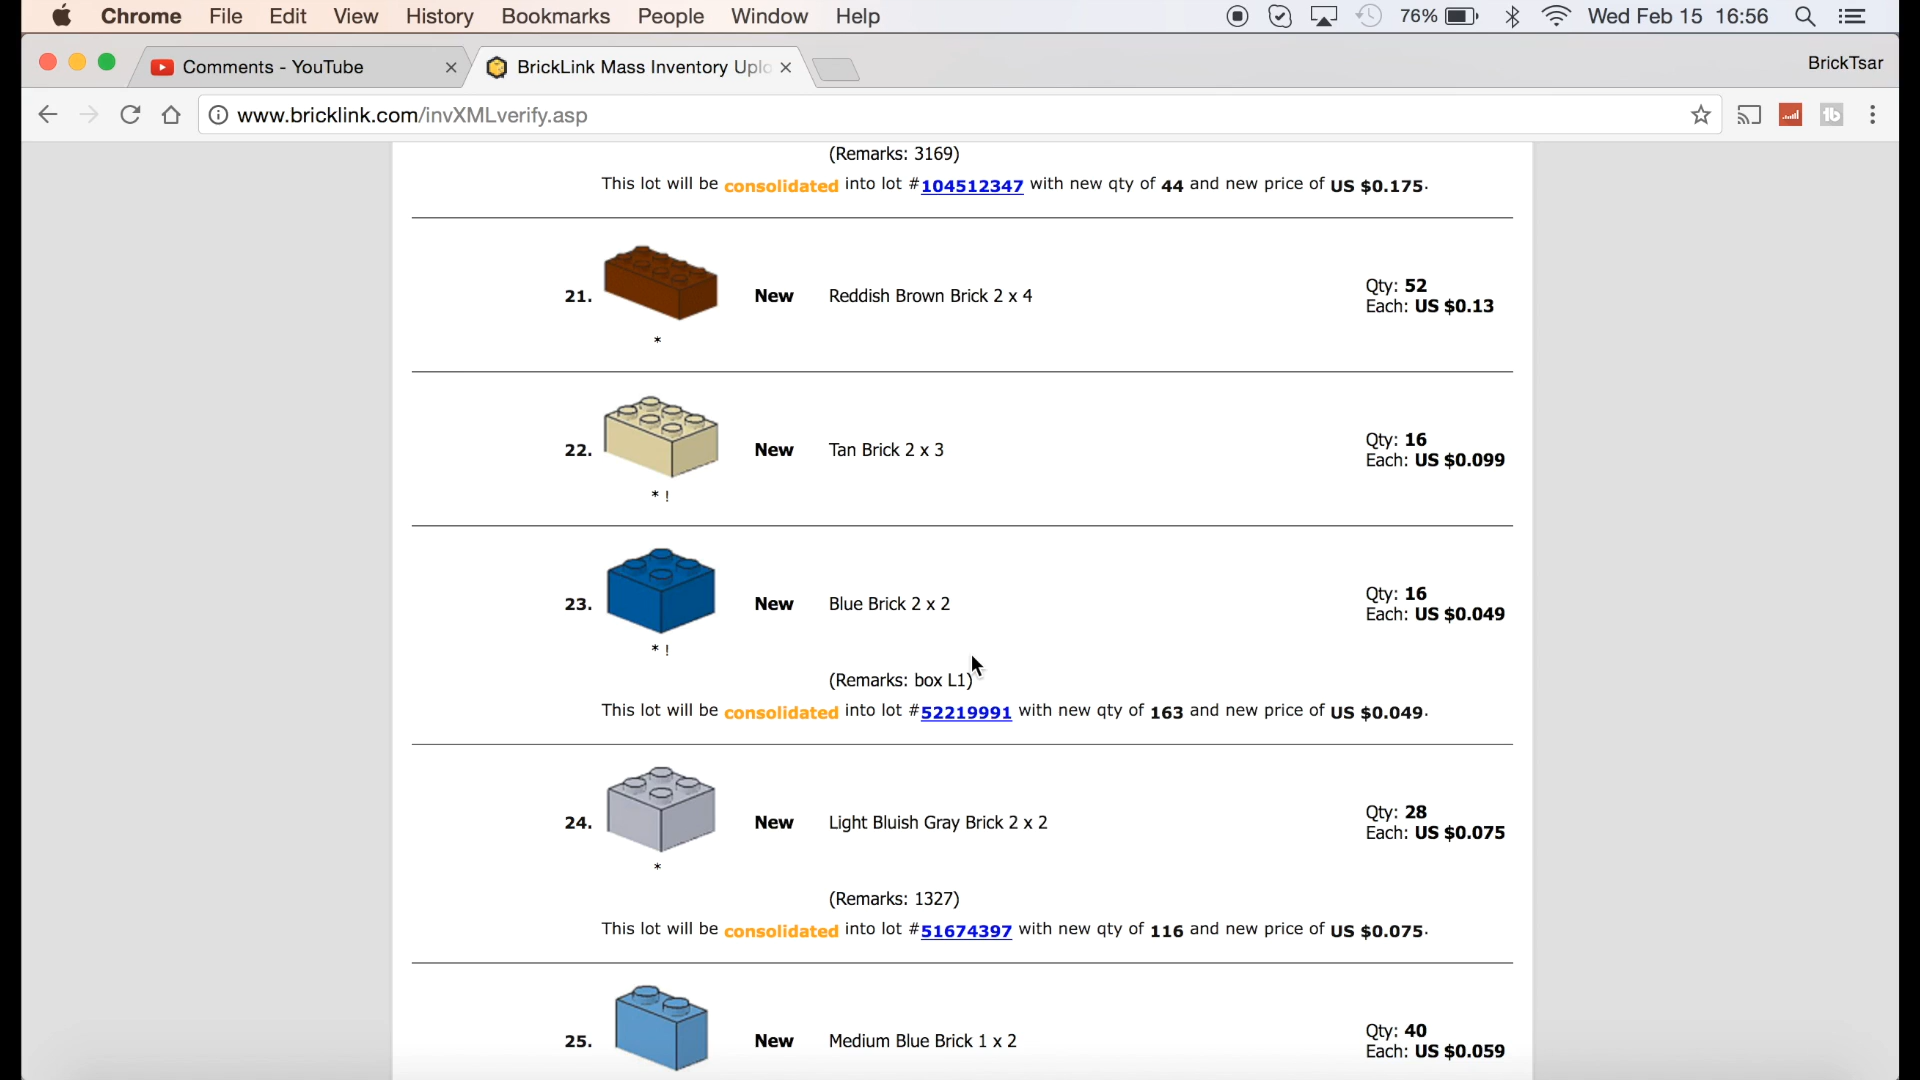 Chrome File Edit View History Bookmarks People Window Help 76% Wed Feb 15 16:56
Comments - YouTube
BrickLink Mass Inventory Uplo
BrickTsar
www.bricklink.com/invXMLverify.asp
(Remarks: 3169)
This lot will be consolidated into lot #104512347 with new qty of 44 and new price of US $0.175.
21. New Reddish Brown Brick 2 x 4 Qty: 52
Each: US $0.13
*
22. New Tan Brick 2 x 3 Qty: 16
Each: US $0.099
* !
23. New Blue Brick 2 x 2 Qty: 16
Each: US $0.049
* !
(Remarks: box L1)
This lot will be consolidated into lot #52219991 with new qty of 163 and new price of US $0.049.
24. New Light Bluish Gray Brick 2 x 2 Qty: 28
Each: US $0.075
*
(Remarks: 1327)
This lot will be consolidated into lot #51674397 with new qty of 116 and new price of US $0.075.
25. New Medium Blue Brick 1 x 2 Qty: 40
Each: US $0.059